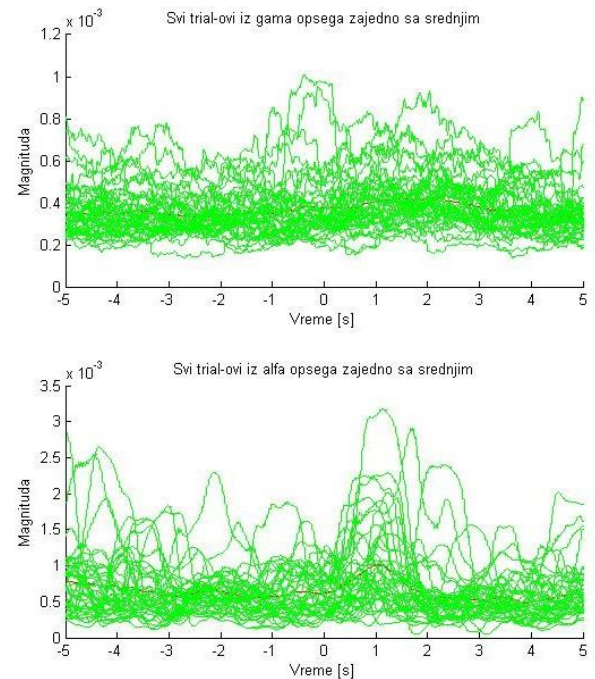 Svi trial-ovi iz gama opsega zajedno sa srednjim
x 10^-3
1.2
1
0.8
0.6
0.4
0.2
0
Magnituda
-5 -4 -3 -2 -1 0 1 2 3 4 5
Vreme [s]
Svi trial-ovi iz alfa opsega zajedno sa srednjim
x 10^-3
3.5
3
2.5
2
1.5
1
0.5
0
Magnituda
-5 -4 -3 -2 -1 0 1 2 3 4 5
Vreme [s]